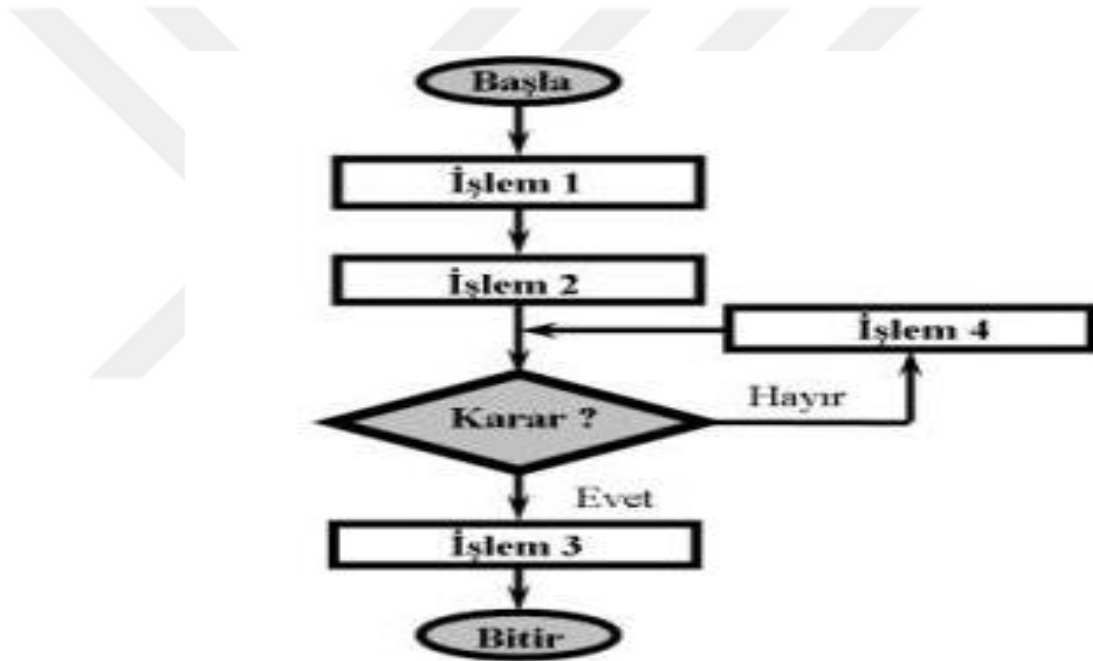 Başla
İşlem 1
İşlem 2
İşlem 4
Hayır
Karar ?
Evet
İşlem 3
Bitir